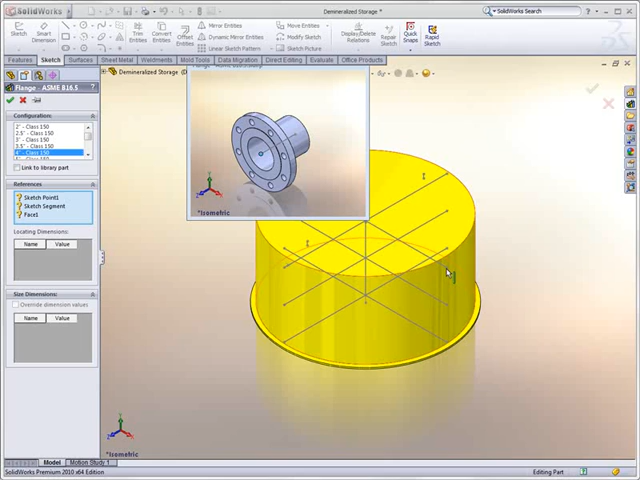 SolidWorks
Demineralized Storage *
SolidWorks Search
Sketch
Smart Dimension
Trim Entities
Convert Entities
Offset Entities
Mirror Entities
Dynamic Mirror Entities
Linear Sketch Pattern
Move Entities
Modify Sketch
Sketch Picture
Display/Delete Relations
Repair Sketch
Quick Snaps
Rapid Sketch
Features
Sketch
Surfaces
Sheet Metal
Weldments
Mold Tools
Data Migration
Direct Editing
Evaluate
Office Products
Demineralized Storage (D
Flange - ASME B16.5
Configuration:
2" - Class 150
2.5" - Class 150
3" - Class 150
3.5" - Class 150
4" - Class 150
Link to library part
References
Sketch Point1
Sketch Segment
Face1
Locating Dimensions:
Name
Value
Size Dimensions:
Override dimension values
Name
Value
*Isometric
*Isometric
Model
Motion Study 1
SolidWorks Premium 2010 x64 Edition
Editing Part